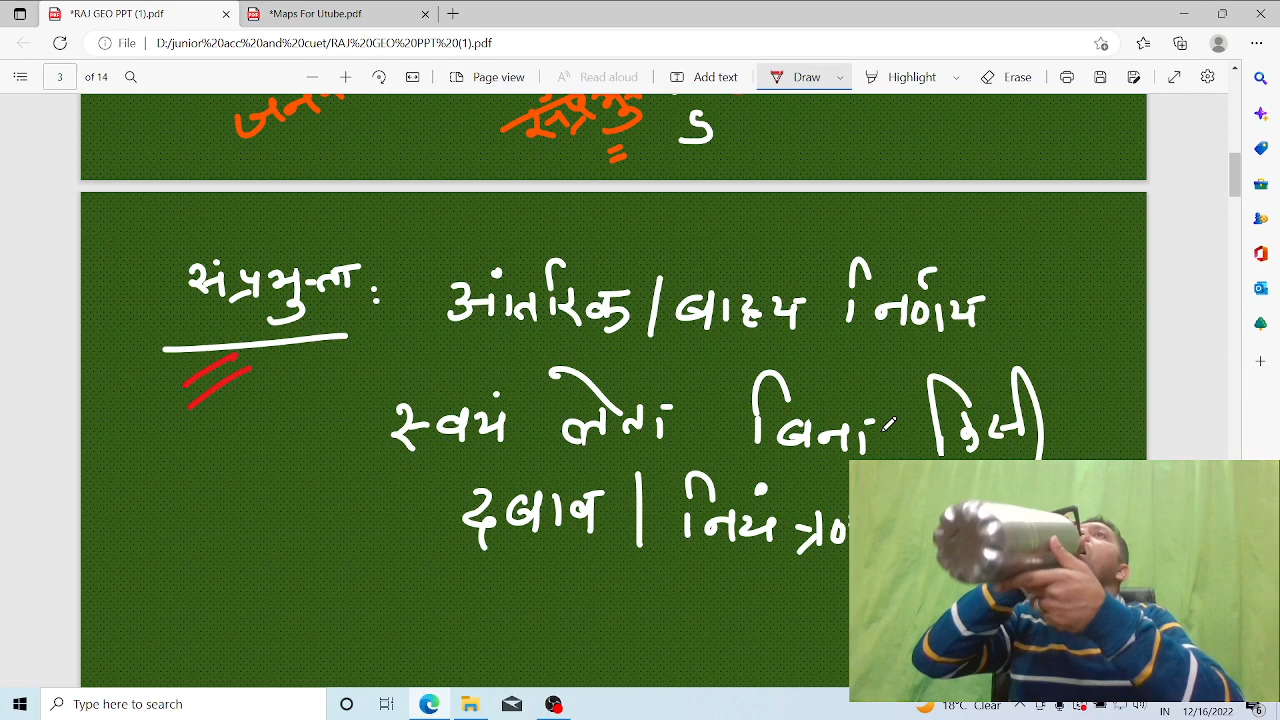 *RAJ GEO PPT (1).pdf
*Maps For Utube.pdf
File
D:/junior%20acc%20and%20cuet/RAJ%20GEO%20PPT%20(1).pdf
3 of 14
Page view
Read aloud
Add text
Draw
Highlight
Erase
S
संप्रभुता : आंतरिक/बाह्य निर्णय
स्वयं लेना बिना किसी
दबाव/नियंत्रण
Type here to search
18°C Clear
IN
12/16/2022
6